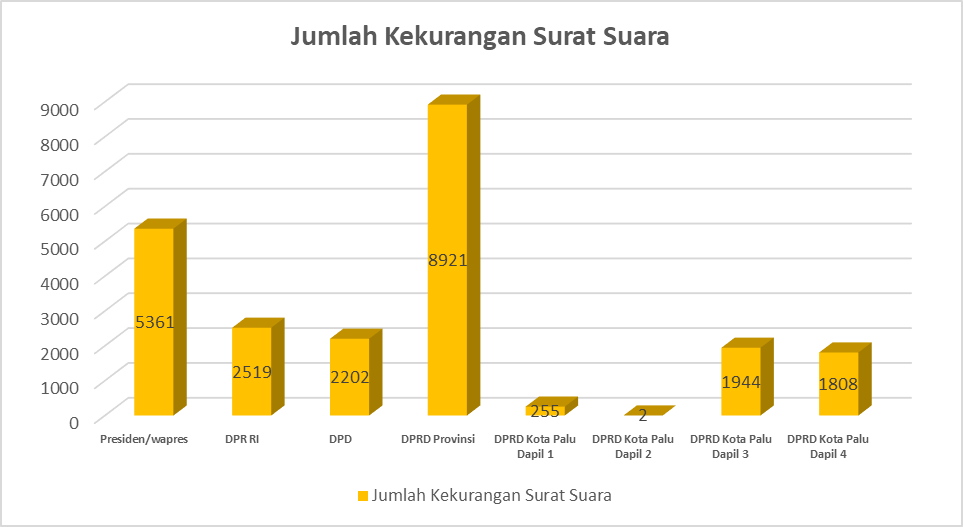 Jumlah Kekurangan Surat Suara
9000
8000
7000
6000
5000
4000
3000
2000
1000
0
5361
2519
2202
8921
255
2
1944
1808
Presiden/wapres
DPR RI
DPD
DPRD Provinsi
DPRD Kota Palu
Dapil 1
DPRD Kota Palu
Dapil 2
DPRD Kota Palu
Dapil 3
DPRD Kota Palu
Dapil 4
Jumlah Kekurangan Surat Suara